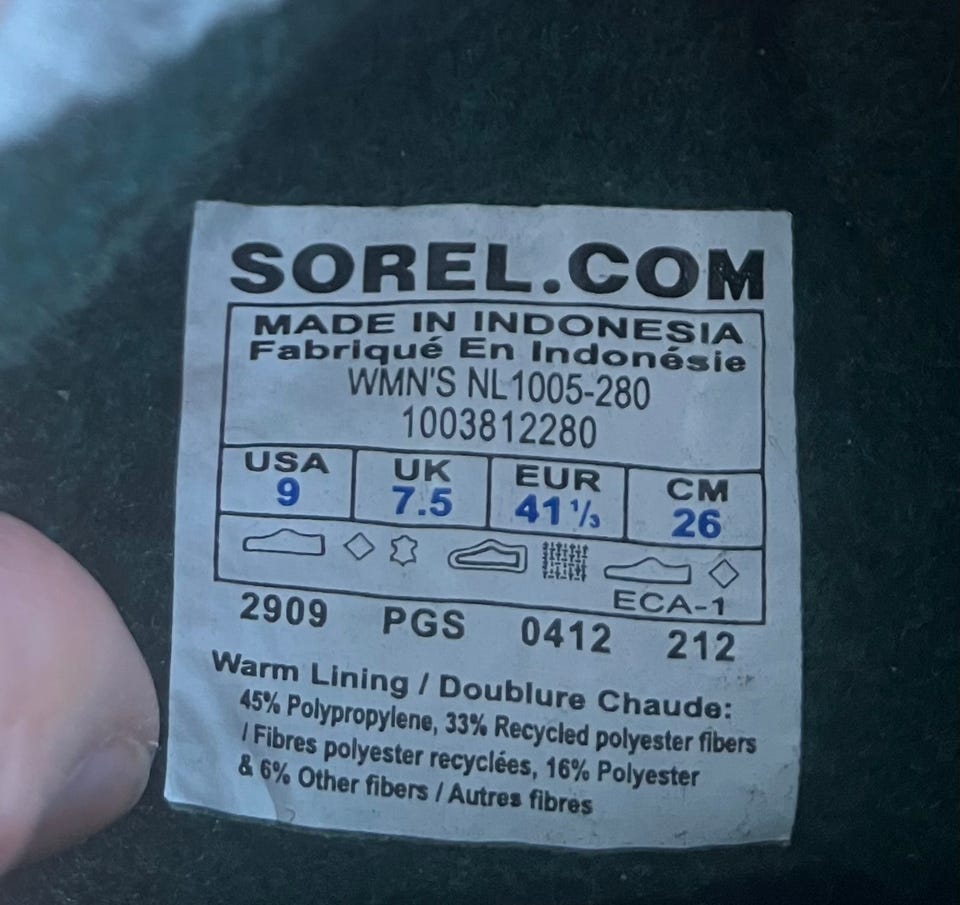 SOREL.COM
MADE IN INDONESIA
Fabriqué En Indonésie
WMN'S NL1005-280
1003812280
USA UK EUR CM
9 7.5 41 1/3 26
ECA-1
2909 PGS 0412 212
Warm Lining / Doublure Chaude:
45% Polypropylene, 33% Recycled polyester fibers
/ Fibres polyester recyclées, 16% Polyester
& 6% Other fibers / Autres fibres